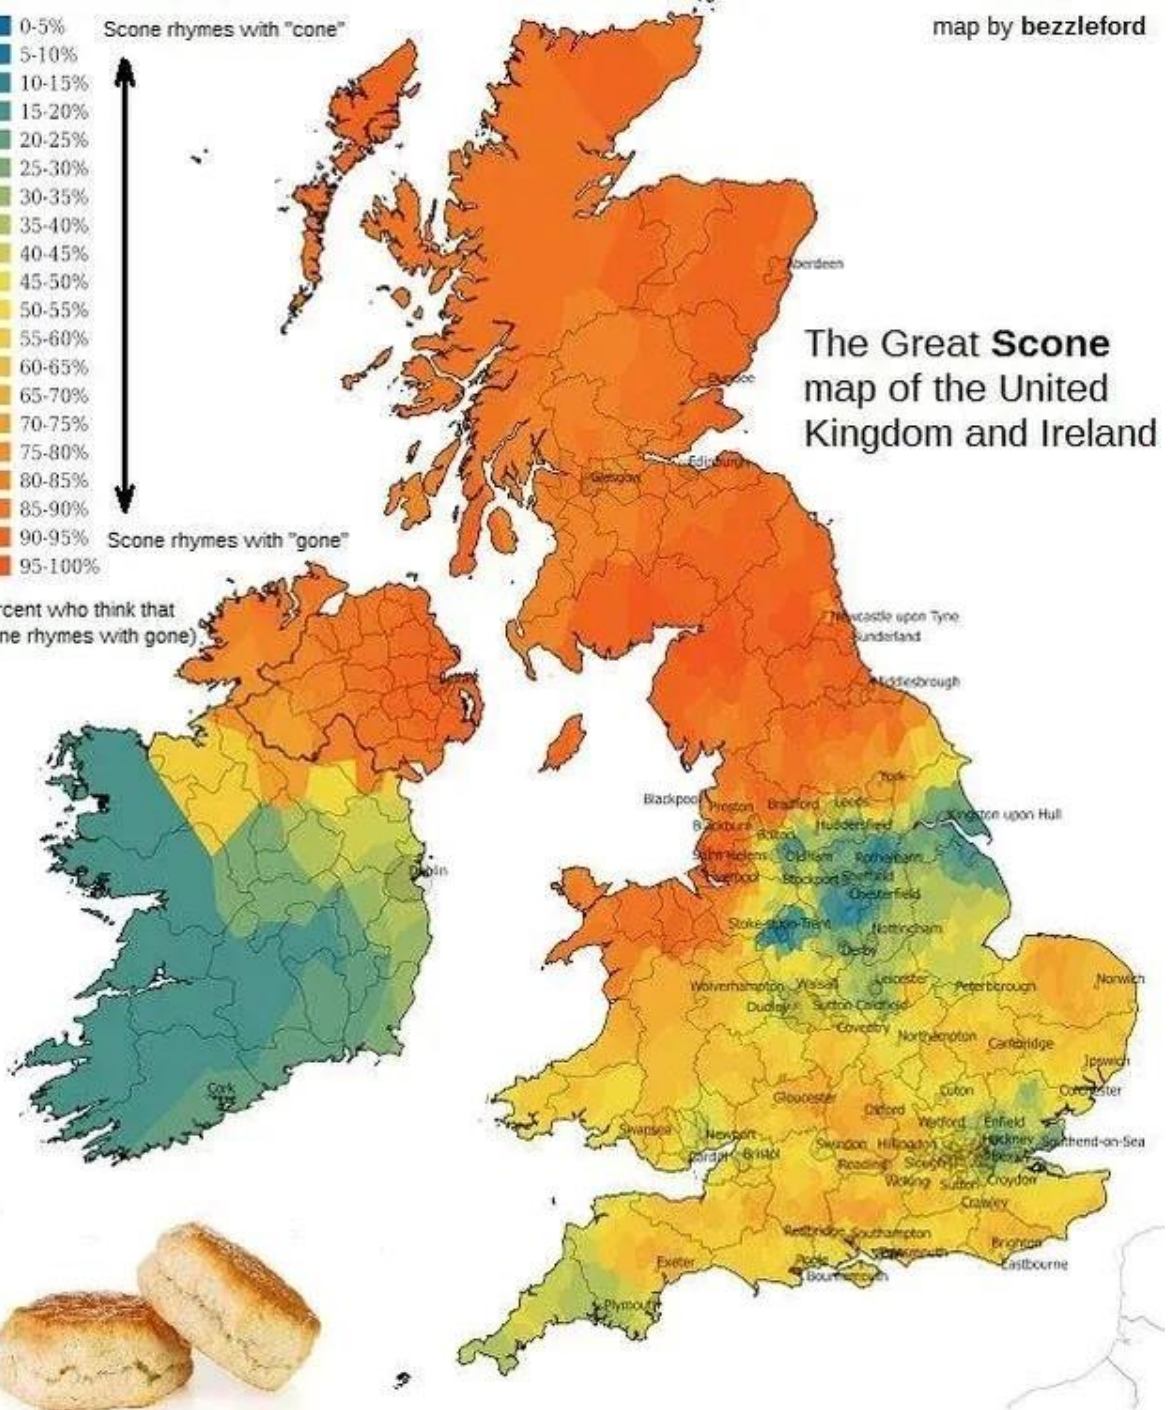 0-5%
5-10%
10-15%
15-20%
20-25%
25-30%
30-35%
35-40%
40-45%
45-50%
50-55%
55-60%
60-65%
65-70%
70-75%
75-80%
80-85%
85-90%
90-95%
95-100%
Scone rhymes with "cone"
Scone rhymes with "gone"
rcent who think that
ne rhymes with gone)
map by bezzleford
The Great Scone
map of the United
Kingdom and Ireland
Aberdeen
Dundee
Edinburgh
Glasgow
Newcastle upon Tyne
Sunderland
Middlesbrough
Belfast
York
Blackpool
Preston
Bradford
Leeds
Kingston upon Hull
Blackburn
Bolton
Huddersfield
Saint Helens
Oldham
Rotherham
Liverpool
Stockport
Sheffield
Chesterfield
Dublin
Stoke-upon-Trent
Nottingham
Derby
Wolverhampton
Walsall
Leicester
Peterborough
Norwich
Dudley
Sutton Coldfield
Coventry
Northampton
Cambridge
Ipswich
Cork
Gloucester
Luton
Colchester
Oxford
Watford
Enfield
Swansea
Newport
Swindon
Hillingdon
Hackney
Southend-on-Sea
Cardiff
Bristol
Reading
Slough
Bexley
Woking
Sutton
Croydon
Crawley
Redbridge
Southampton
Brighton
Exeter
Poole
Portsmouth
Eastbourne
Bournemouth
Plymouth